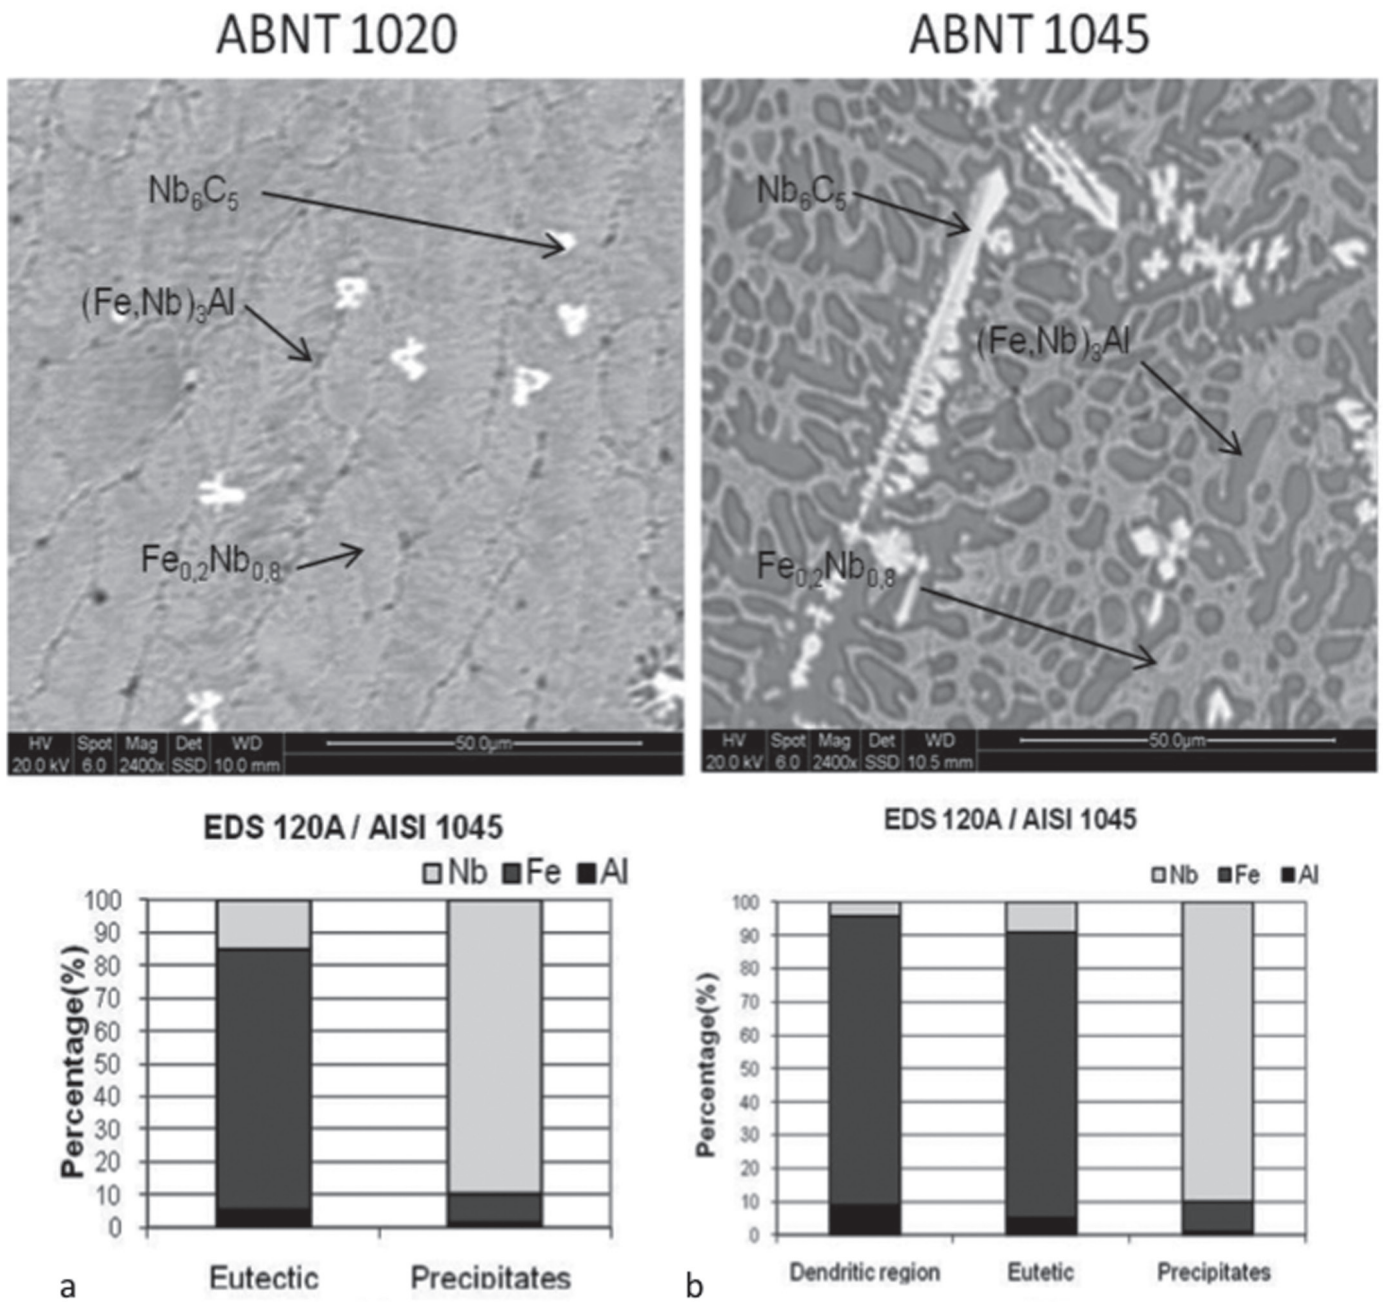 ABNT 1020
Nb₆C₅
(Fe,Nb)₃Al
Fe₀,₂Nb₀,₈
HV Spot Mag Det WD
20.0 kV 6.0 2400x SSD 10.0 mm
50.0µm
ABNT 1045
Nb₆C₅
(Fe,Nb)₃Al
Fe₀,₂Nb₀,₈
HV Spot Mag Det WD
20.0 kV 6.0 2400x SSD 10.5 mm
50.0µm
EDS 120A / AISI 1045
Nb Fe Al
Percentage(%)
100
90
80
70
60
50
40
30
20
10
0
Eutectic Precipitates
a
EDS 120A / AISI 1045
Nb Fe Al
Percentage(%)
100
90
80
70
60
50
40
30
20
10
0
Dendritic region Eutetic Precipitates
b